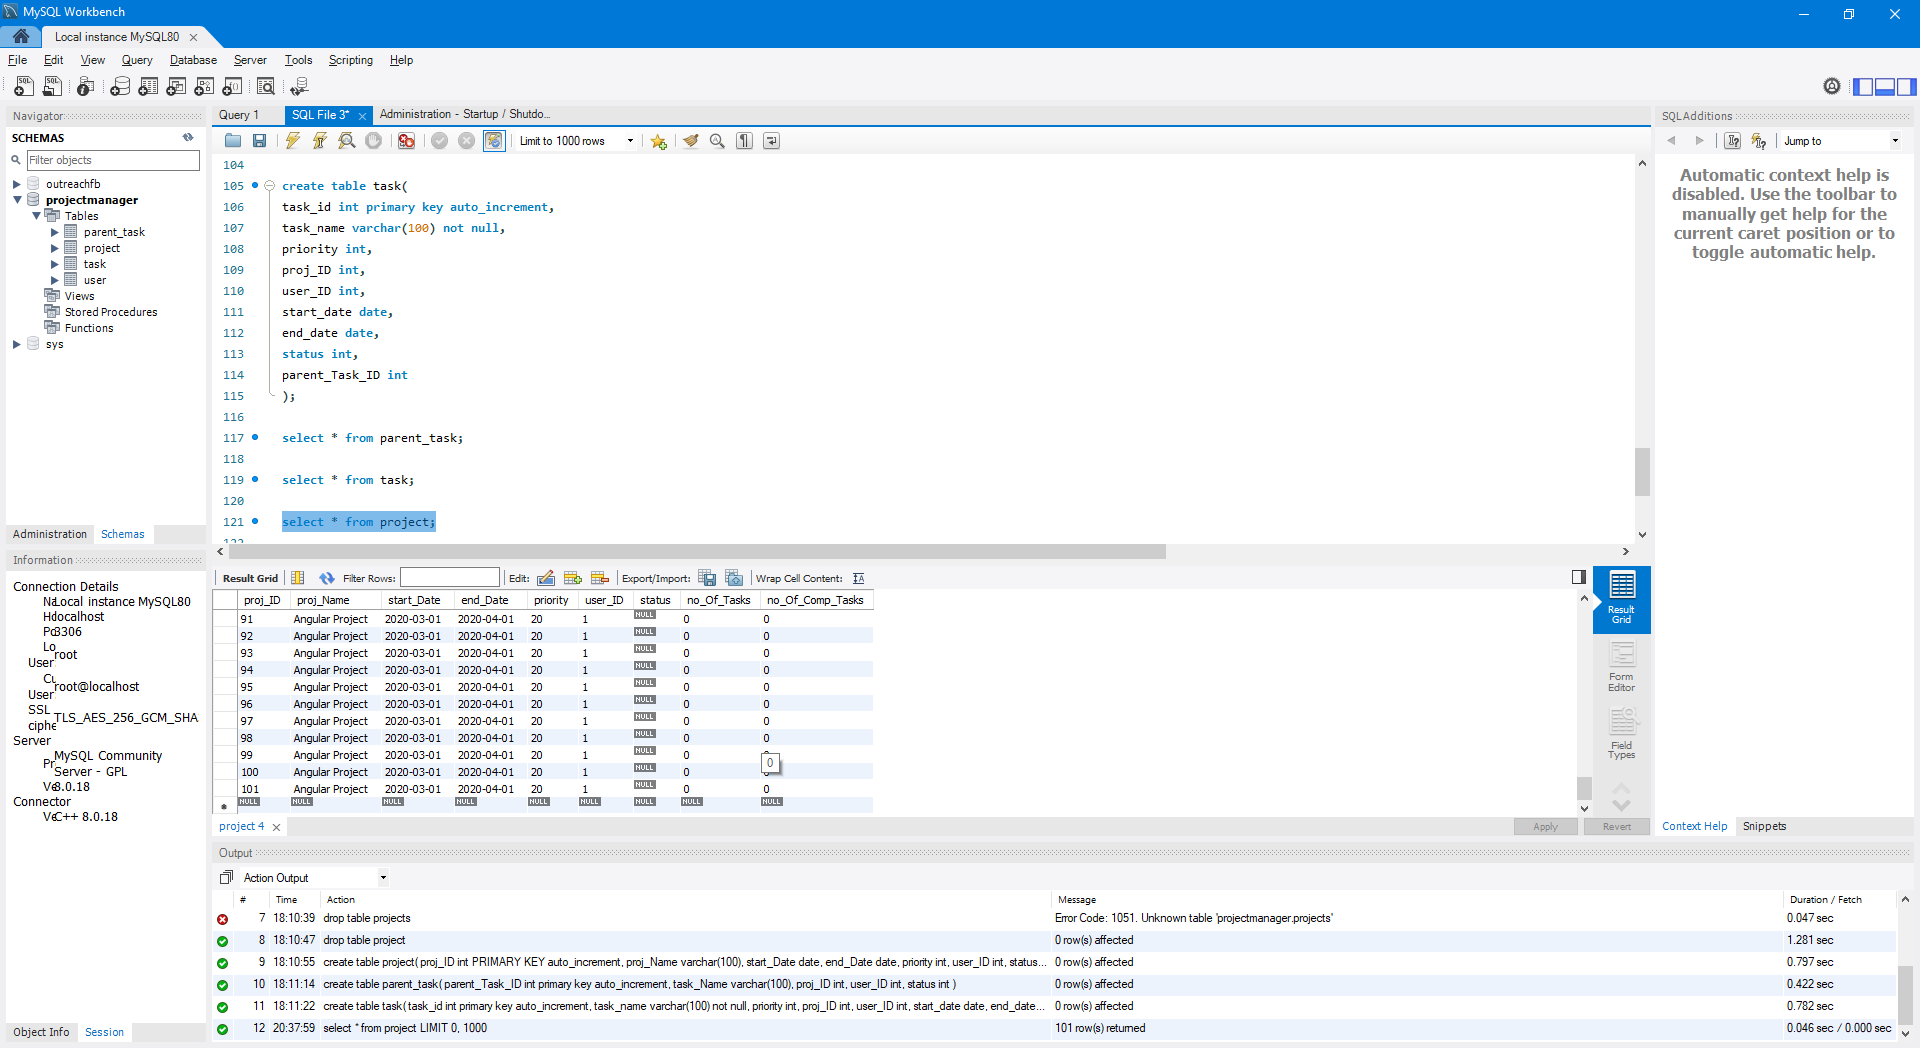 MySQL Workbench
Local instance MySQL80
File Edit View Query Database Server Tools Scripting Help
Navigator
SCHEMAS
Filter objects
outreachfb
projectmanager
Tables
parent_task
project
task
user
Views
Stored Procedures
Functions
sys
Administration Schemas
Information
Connection Details
Local instance MySQL80
localhost
3306
root
User
root@localhost
User
SSL
TLS_AES_256_GCM_SHA
ciphe
Server
MySQL Community
Server - GPL
8.0.18
Connector
C++ 8.0.18
Object Info Session
Query 1 SQL File 3* Administration - Startup / Shutdo...
Limit to 1000 rows
104
105 create table task(
106 task_id int primary key auto_increment,
107 task_name varchar(100) not null,
108 priority int,
109 proj_ID int,
110 user_ID int,
111 start_date date,
112 end_date date,
113 status int,
114 parent_Task_ID int
115 );
116
117 select * from parent_task;
118
119 select * from task;
120
121 select * from project;
Result Grid Filter Rows: Edit: Export/Import: Wrap Cell Content:
proj_ID proj_Name start_Date end_Date priority user_ID status no_Of_Tasks no_Of_Comp_Tasks
91 Angular Project 2020-03-01 2020-04-01 20 1 NULL 0 0
92 Angular Project 2020-03-01 2020-04-01 20 1 NULL 0 0
93 Angular Project 2020-03-01 2020-04-01 20 1 NULL 0 0
94 Angular Project 2020-03-01 2020-04-01 20 1 NULL 0 0
95 Angular Project 2020-03-01 2020-04-01 20 1 NULL 0 0
96 Angular Project 2020-03-01 2020-04-01 20 1 NULL 0 0
97 Angular Project 2020-03-01 2020-04-01 20 1 NULL 0 0
98 Angular Project 2020-03-01 2020-04-01 20 1 NULL 0 0
99 Angular Project 2020-03-01 2020-04-01 20 1 NULL 0
0
100 Angular Project 2020-03-01 2020-04-01 20 1 NULL 0
101 Angular Project 2020-03-01 2020-04-01 20 1 NULL 0 0
NULL NULL NULL NULL NULL NULL NULL NULL NULL
Result
Grid
Form
Editor
Field
Types
project 4
Apply Revert
SQLAdditions
Jump to
Automatic context help is
disabled. Use the toolbar to
manually get help for the
current caret position or to
toggle automatic help.
Context Help Snippets
Output
Action Output
# Time Action Message Duration / Fetch
7 18:10:39 drop table projects Error Code: 1051. Unknown table 'projectmanager.projects' 0.047 sec
8 18:10:47 drop table project 0 row(s) affected 1.281 sec
9 18:10:55 create table project( proj_ID int PRIMARY KEY auto_increment, proj_Name varchar(100), start_Date date, end_Date date, priority int, user_ID int, status... 0 row(s) affected 0.797 sec
10 18:11:14 create table parent_task( parent_Task_ID int primary key auto_increment, task_Name varchar(100), proj_ID int, user_ID int, status int ) 0 row(s) affected 0.422 sec
11 18:11:22 create table task( task_id int primary key auto_increment, task_name varchar(100) not null, priority int, proj_ID int, user_ID int, start_date date, end_date... 0 row(s) affected 0.782 sec
12 20:37:59 select * from project LIMIT 0, 1000 101 row(s) returned 0.046 sec / 0.000 sec